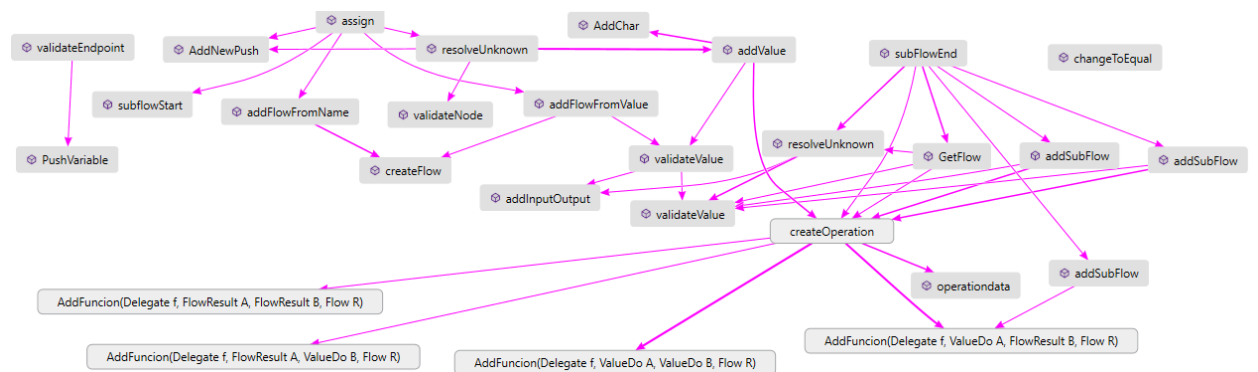 assign
AddChar
validateEndpoint
AddNewPush
resolveUnknown
addValue
subFlowEnd
changeToEqual
subflowStart
addFlowFromName
validateNode
addFlowFromValue
PushVariable
createFlow
validateValue
resolveUnknown
GetFlow
addSubFlow
addSubFlow
addInputOutput
validateValue
createOperation
operationdata
addSubFlow
AddFuncion(Delegate f, FlowResult A, FlowResult B, Flow R)
AddFuncion(Delegate f, FlowResult A, ValueDo B, Flow R)
AddFuncion(Delegate f, ValueDo A, ValueDo B, Flow R)
AddFuncion(Delegate f, ValueDo A, FlowResult B, Flow R)